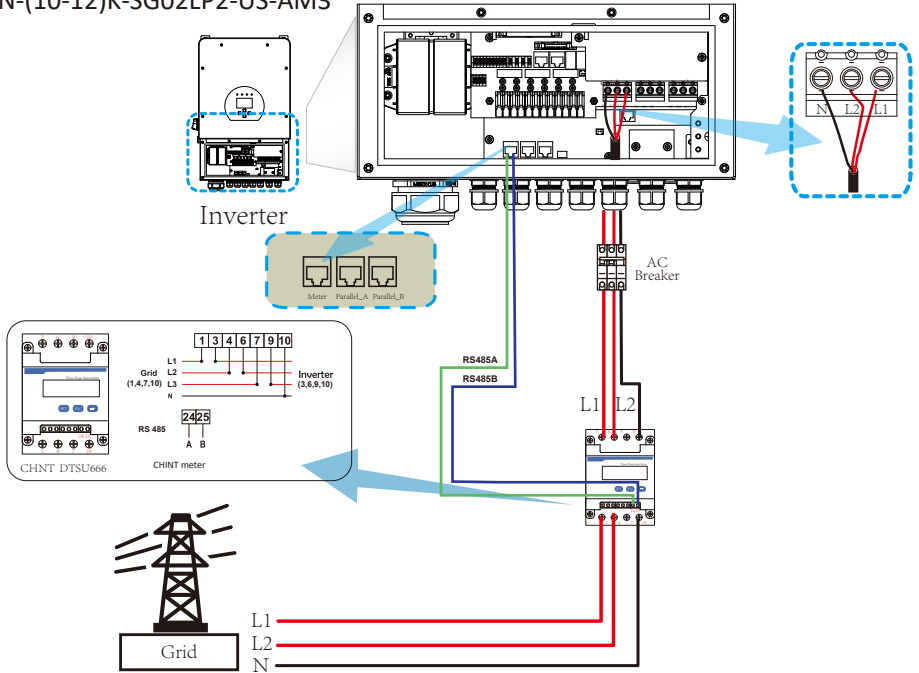 N-(10-12)K-SG02LP2-US-AM3
N L2 L1
Inverter
Meter Parallel_A Parallel_B
AC
Breaker
1 3 4 6 7 9 10
L1
Grid L2 Inverter
(1,4,7,10) L3 (3,6,9,10)
N
24 25
RS 485
A B
CHNT DTSU666
CHINT meter
RS485A
RS485B
L1 L2
L1
L2
N
Grid